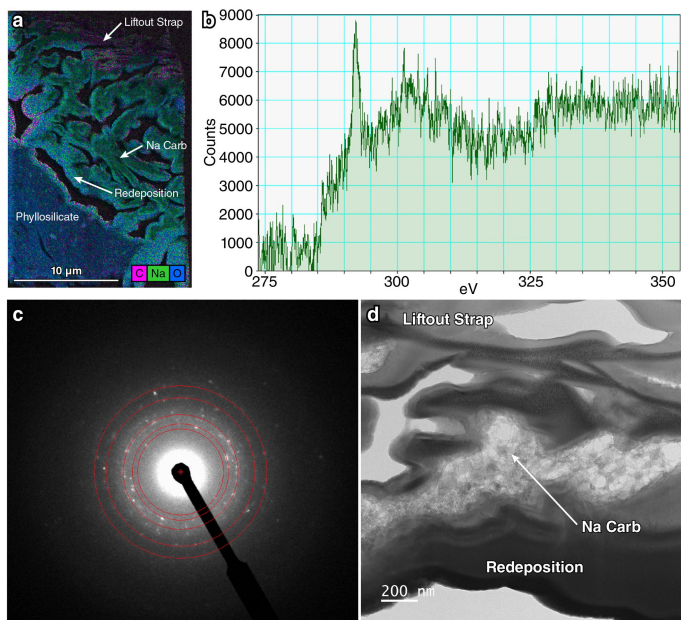 a
Liftout Strap
Na Carb
Redeposition
Phyllosilicate
10 µm
C Na O
b
9000
8000
7000
6000
5000
4000
3000
2000
1000
0
Counts
275 300 325 350
eV
c
d
Liftout Strap
Na Carb
Redeposition
200 nm